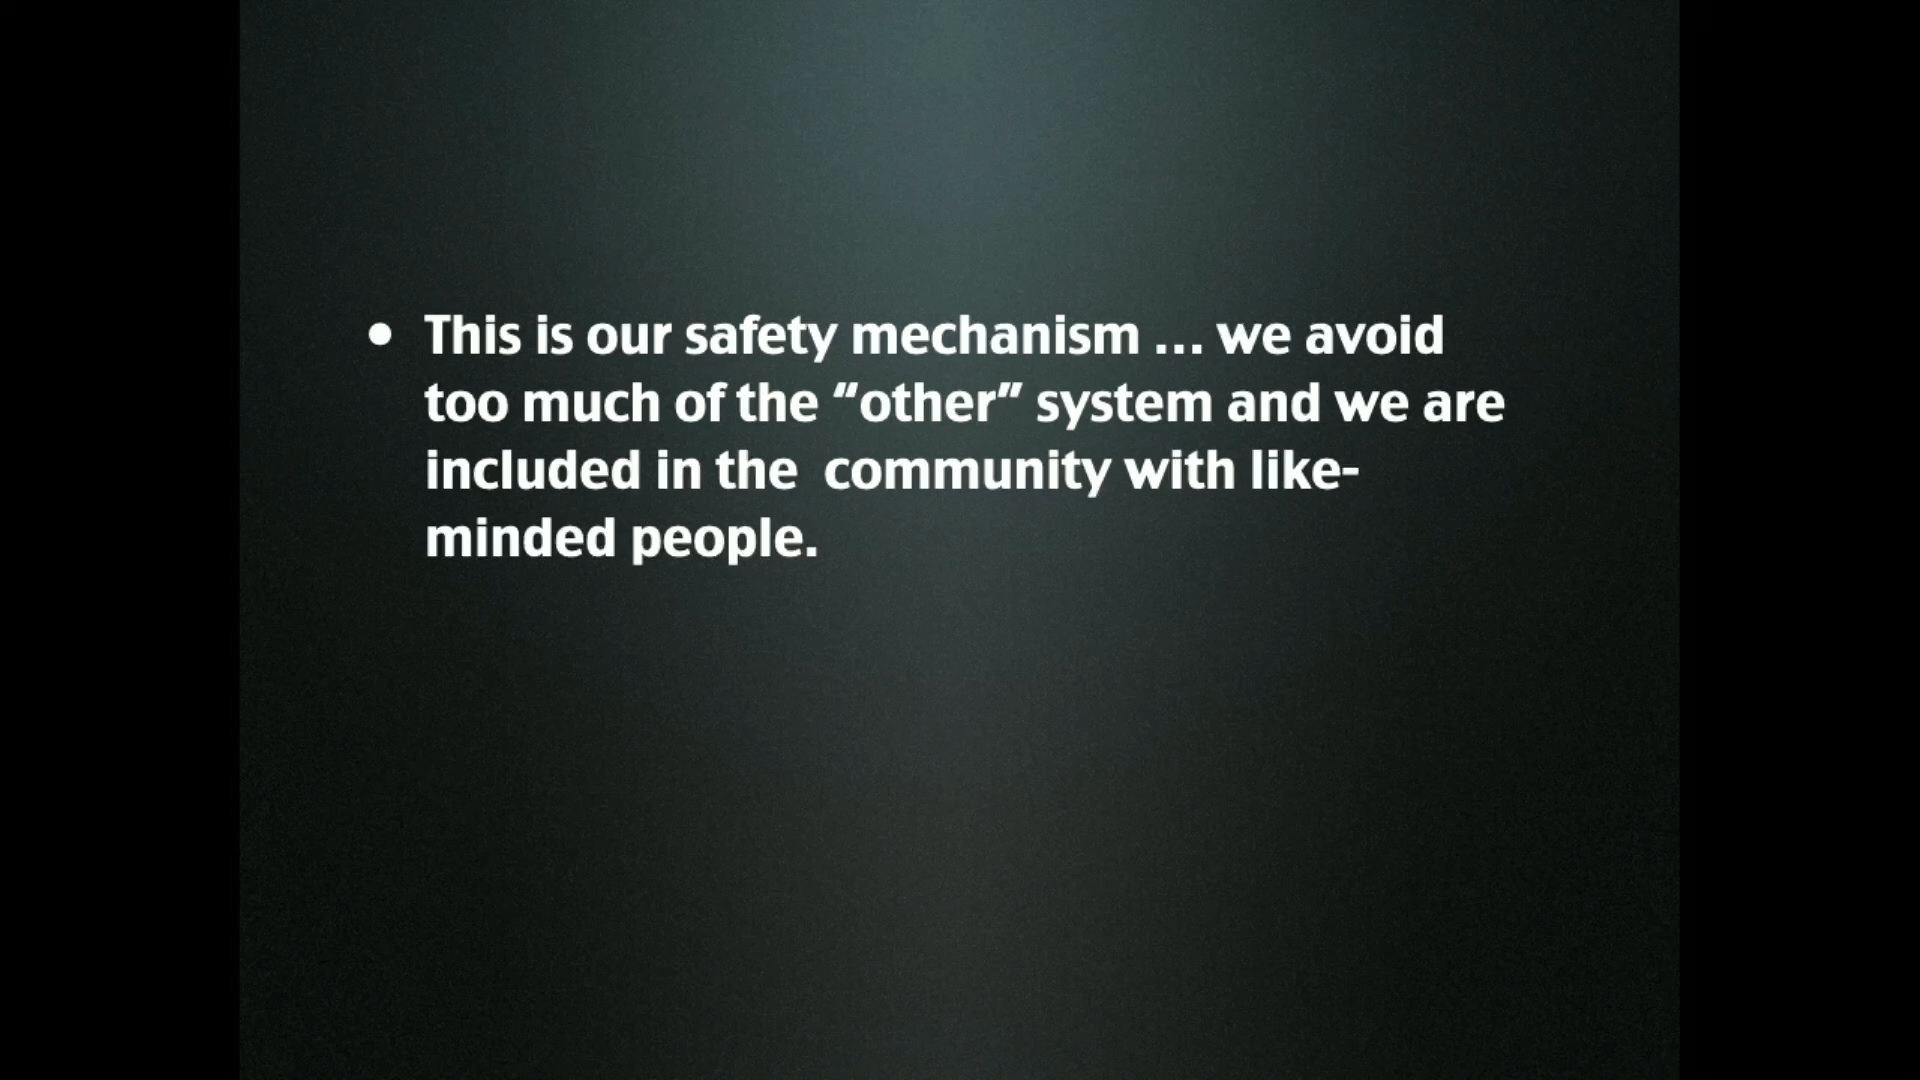 • This is our safety mechanism ... we avoid
too much of the “other” system and we are
included in the  community with like-
minded people.